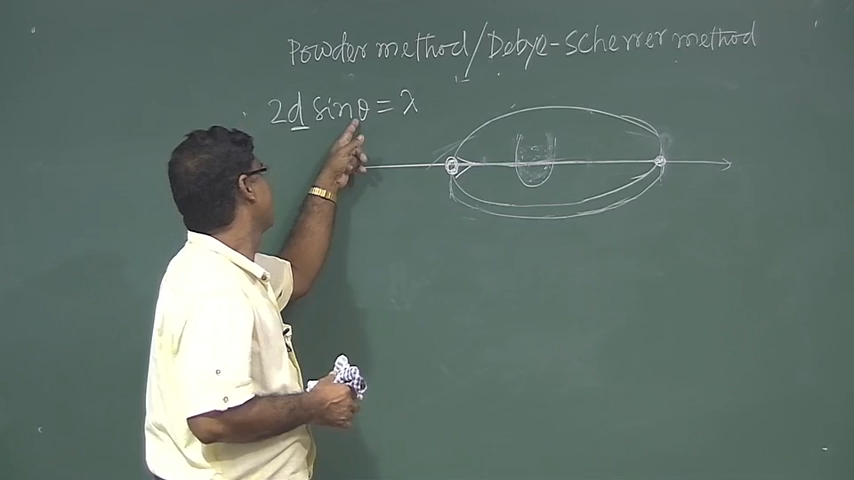 Powder method/Debye-Scherrer method
2d sinθ = λ